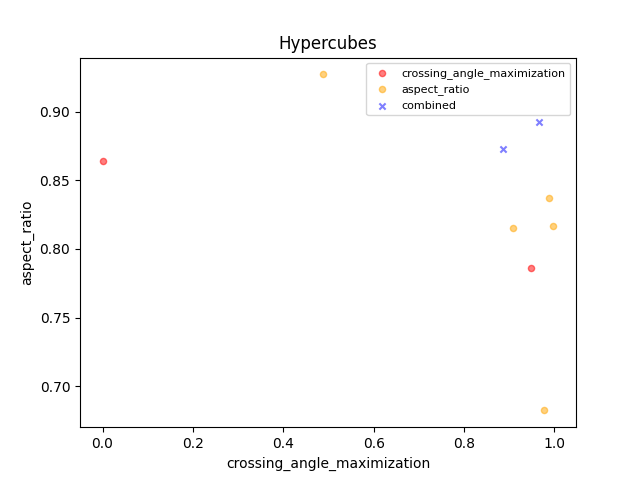 Hypercubes
crossing_angle_maximization
aspect_ratio
combined
0.90
0.85
0.80
0.75
0.70
aspect_ratio
0.0
0.2
0.4
0.6
0.8
1.0
crossing_angle_maximization